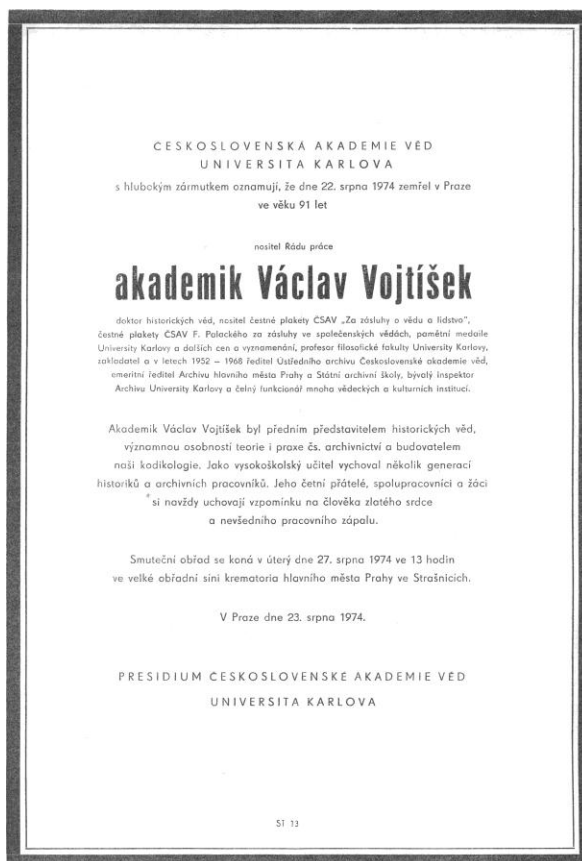 ČESKOSLOVENSKÁ AKADEMIE VĚD
UNIVERSITA KARLOVA
s hlubokým zármutkem oznamují, že dne 22. srpna 1974 zemřel v Praze
ve věku 91 let
nositel Řádu práce
akademik Václav Vojtíšek
doktor historických věd, nositel čestné plakety ČSAV „Za zásluhy o vědu a lidstvo",
čestné plakety ČSAV F. Palackého za zásluhy ve společenských vědách, pamětní medaile
University Karlovy a dalších cen a vyznamenání, profesor filosofické fakulty University Karlovy,
zakladatel a v letech 1952 – 1968 ředitel Ústředního archivu Československé akademie věd,
emeritní ředitel Archivu hlavního města Prahy a Státní archivní školy, bývalý inspektor
Archivu University Karlovy a čelný funkcionář mnoha vědeckých a kulturních institucí.
Akademik Václav Vojtíšek byl předním představitelem historických věd,
významnou osobností teorie i praxe čs. archivnictví a budovatelem
naší kodikologie. Jako vysokoškolský učitel vychoval několik generací
historiků a archivních pracovníků. Jeho četní přátelé, spolupracovníci a žáci
si navždy uchovají vzpomínku na člověka zlatého srdce
a nevšedního pracovního zápalu.
Smuteční obřad se koná v úterý dne 27. srpna 1974 ve 13 hodin
ve velké obřadní síni krematoria hlavního města Prahy ve Strašnicích.
V Praze dne 23. srpna 1974.
PRESIDIUM ČESKOSLOVENSKÉ AKADEMIE VĚD
UNIVERSITA KARLOVA
ST 13